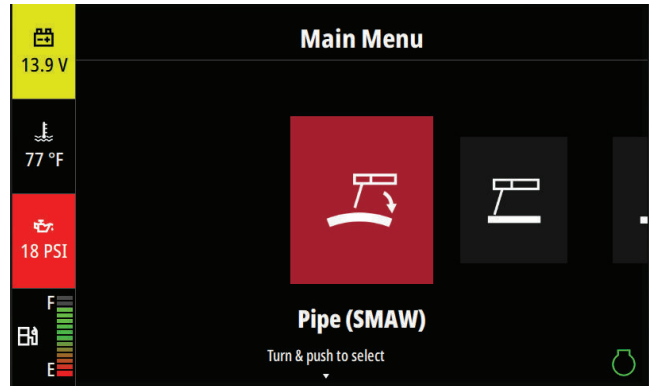 Main Menu
13.9 V
77 °F
18 PSI
F
E
Pipe (SMAW)
Turn & push to select